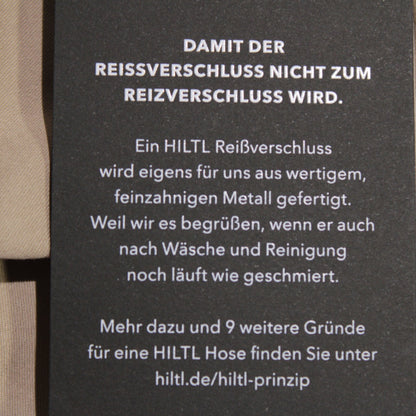 DAMIT DER
REISSVERSCHLUSS NICHT ZUM
REIZVERSCHLUSS WIRD.
Ein HILTL Reißverschluss
wird eigens für uns aus wertigem,
feinzahnigen Metall gefertigt.
Weil wir es begrüßen, wenn er auch
nach Wäsche und Reinigung
noch läuft wie geschmiert.
Mehr dazu und 9 weitere Gründe
für eine HILTL Hose finden Sie unter
hiltl.de/hiltl-prinzip